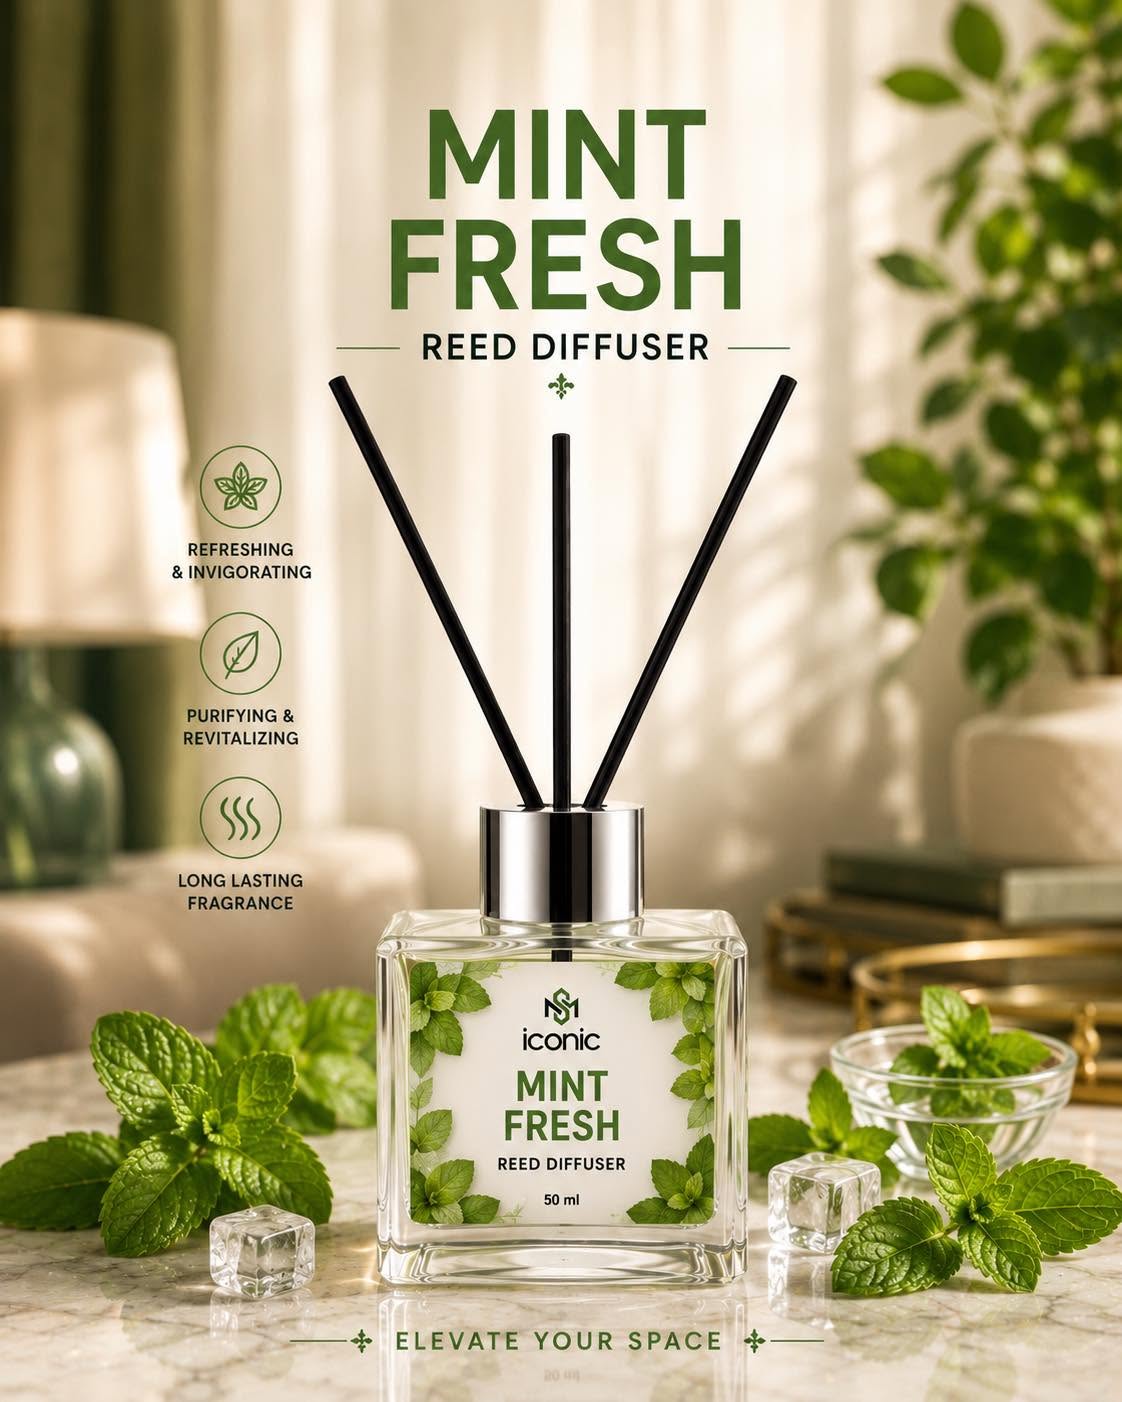 MINT
FRESH
REED DIFFUSER
REFRESHING
& INVIGORATING
PURIFYING &
REVITALIZING
LONG LASTING
FRAGRANCE
iconic
MINT
FRESH
REED DIFFUSER
50 ml
ELEVATE YOUR SPACE